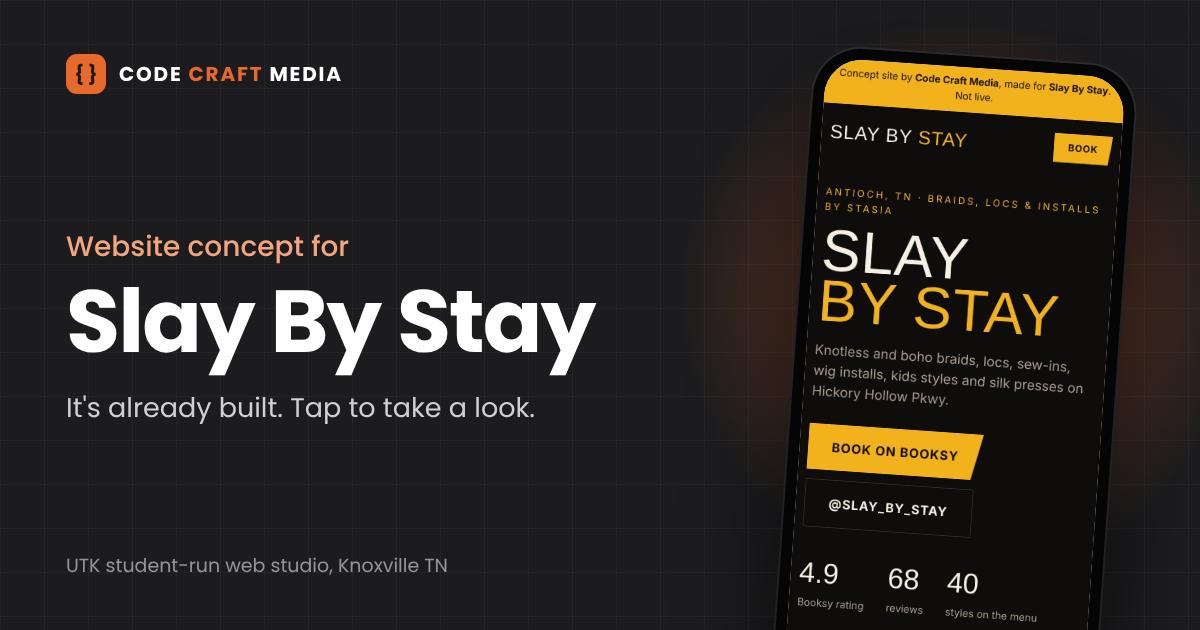 { } CODE CRAFT MEDIA
Website concept for
Slay By Stay
It's already built. Tap to take a look.
UTK student-run web studio, Knoxville TN
Concept site by Code Craft Media, made for Slay By Stay.
Not live.
SLAY BY STAY
BOOK
ANTIOCH, TN · BRAIDS, LOCS & INSTALLS
BY STASIA
SLAY
BY STAY
Knotless and boho braids, locs, sew-ins,
wig installs, kids styles and silk presses on
Hickory Hollow Pkwy.
BOOK ON BOOKSY
@SLAY_BY_STAY
4.9 68 40
Booksy rating reviews styles on the menu